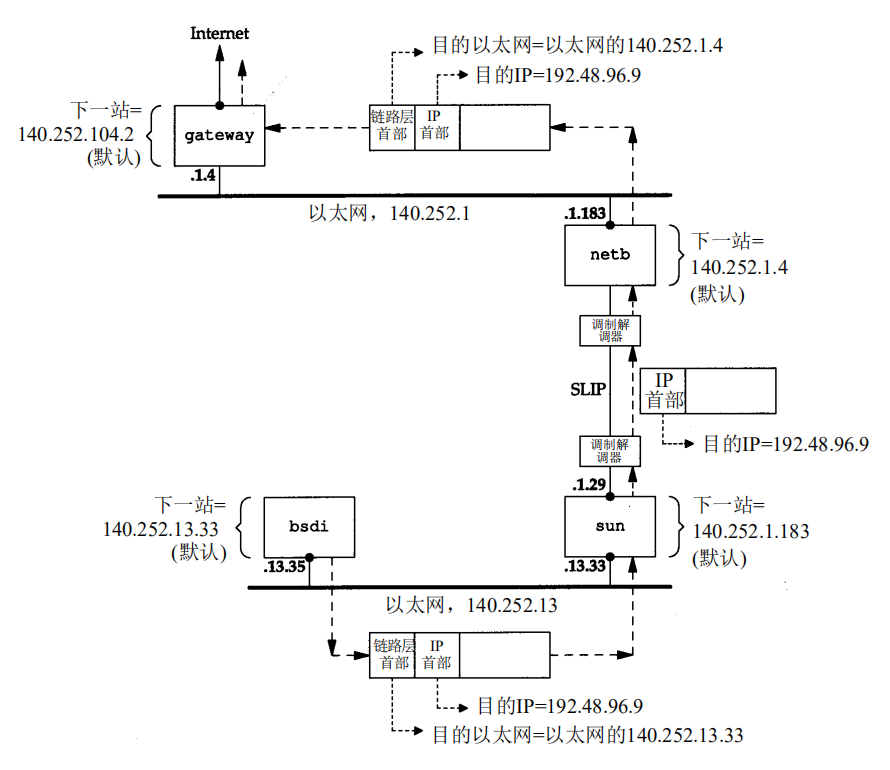 Internet
目的以太网=以太网的140.252.1.4
目的IP=192.48.96.9
下一站=
140.252.104.2
(默认)
gateway
链路层
首部
IP
首部
.1.4
以太网，140.252.1
.1.183
netb
下一站=
140.252.1.4
(默认)
调制解
调器
SLIP
IP
首部
目的IP=192.48.96.9
调制解
调器
.1.29
下一站=
140.252.13.33
(默认)
bsdi
sun
下一站=
140.252.1.183
(默认)
.13.35
.13.33
以太网，140.252.13
链路层
首部
IP
首部
目的IP=192.48.96.9
目的以太网=以太网的140.252.13.33